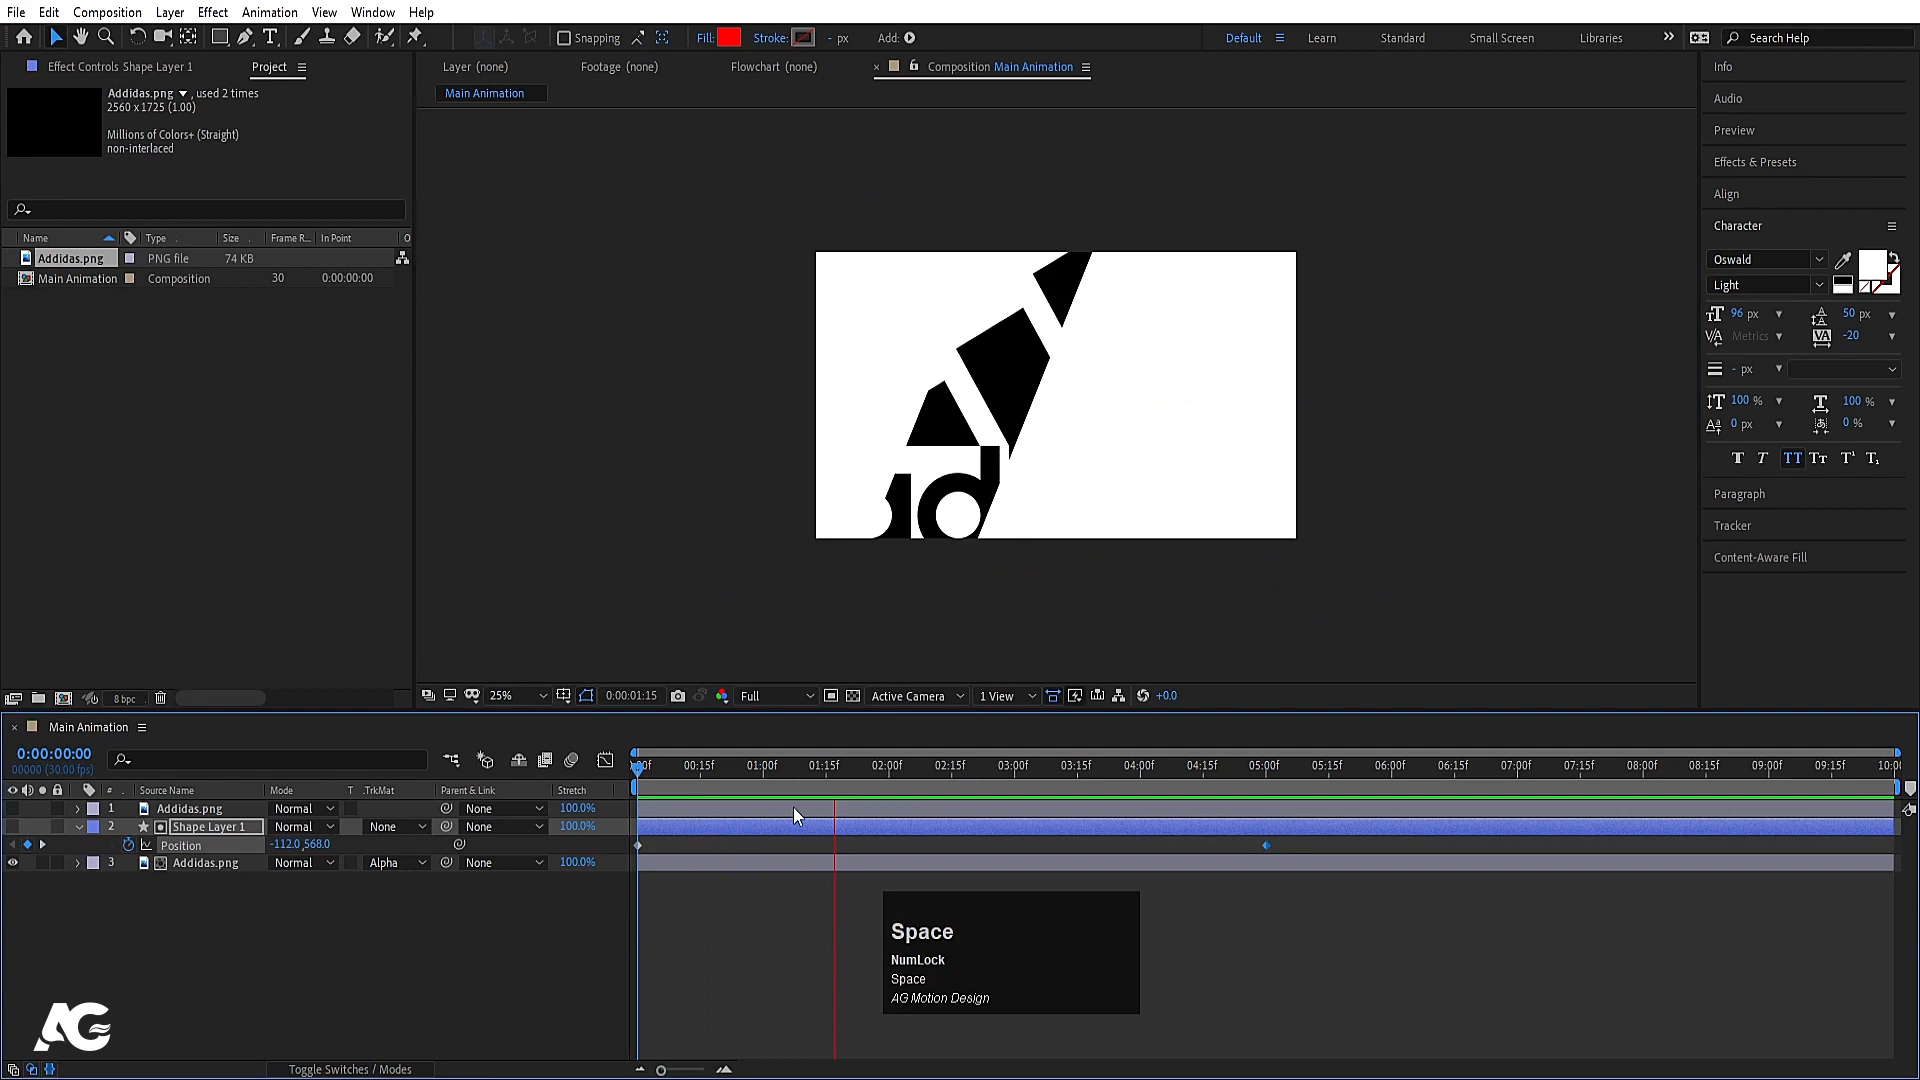 File Edit Composition Layer Effect Animation View Window Help
Snapping Fill: Stroke: - px Add: Default Learn Standard Small Screen Libraries Search Help
Effect Controls Shape Layer 1 Project
Layer (none) Footage (none) Flowchart (none) Composition Main Animation
Main Animation
Addidas.png , used 2 times
2560 x 1725 (1.00)
Millions of Colors+ (Straight)
non-interlaced
Name Type Size Frame R... In Point
Addidas.png PNG file 74 KB
Main Animation Composition 30 0:00:00:00
8 bpc
ad
25% 0:00:01:15 Full Active Camera 1 View +0.0
Info
Audio
Preview
Effects & Presets
Align
Character
Oswald
Light
96 px 50 px
Metrics -20
- px
100 % 100 %
0 px 0 %
T T TT Tt T¹ T₁
Paragraph
Tracker
Content-Aware Fill
Main Animation
0:00:00:00
00000 (30.00 fps)
00:15f 01:00f 01:15f 02:00f 02:15f 03:00f 03:15f 04:00f 04:15f 05:00f 05:15f 06:00f 06:15f 07:00f 07:15f 08:00f 08:15f 09:00f 09:15f
# Source Name Mode T .TrkMat Parent & Link Stretch
1 Addidas.png Normal None 100.0%
2 Shape Layer 1 Normal None None 100.0%
Position -112.0,568.0
3 Addidas.png Normal Alpha None 100.0%
Space
NumLock
Space
AG Motion Design
AG
Toggle Switches / Modes